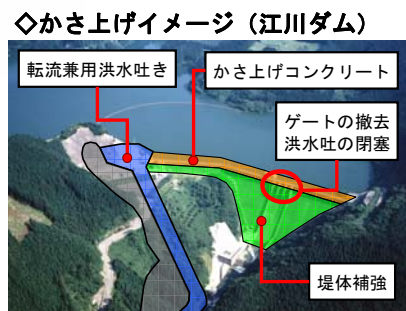 ◇かさ上げイメージ（江川ダム）
転流兼用洪水吐き
かさ上げコンクリート
ゲートの撤去
洪水吐の閉塞
堤体補強